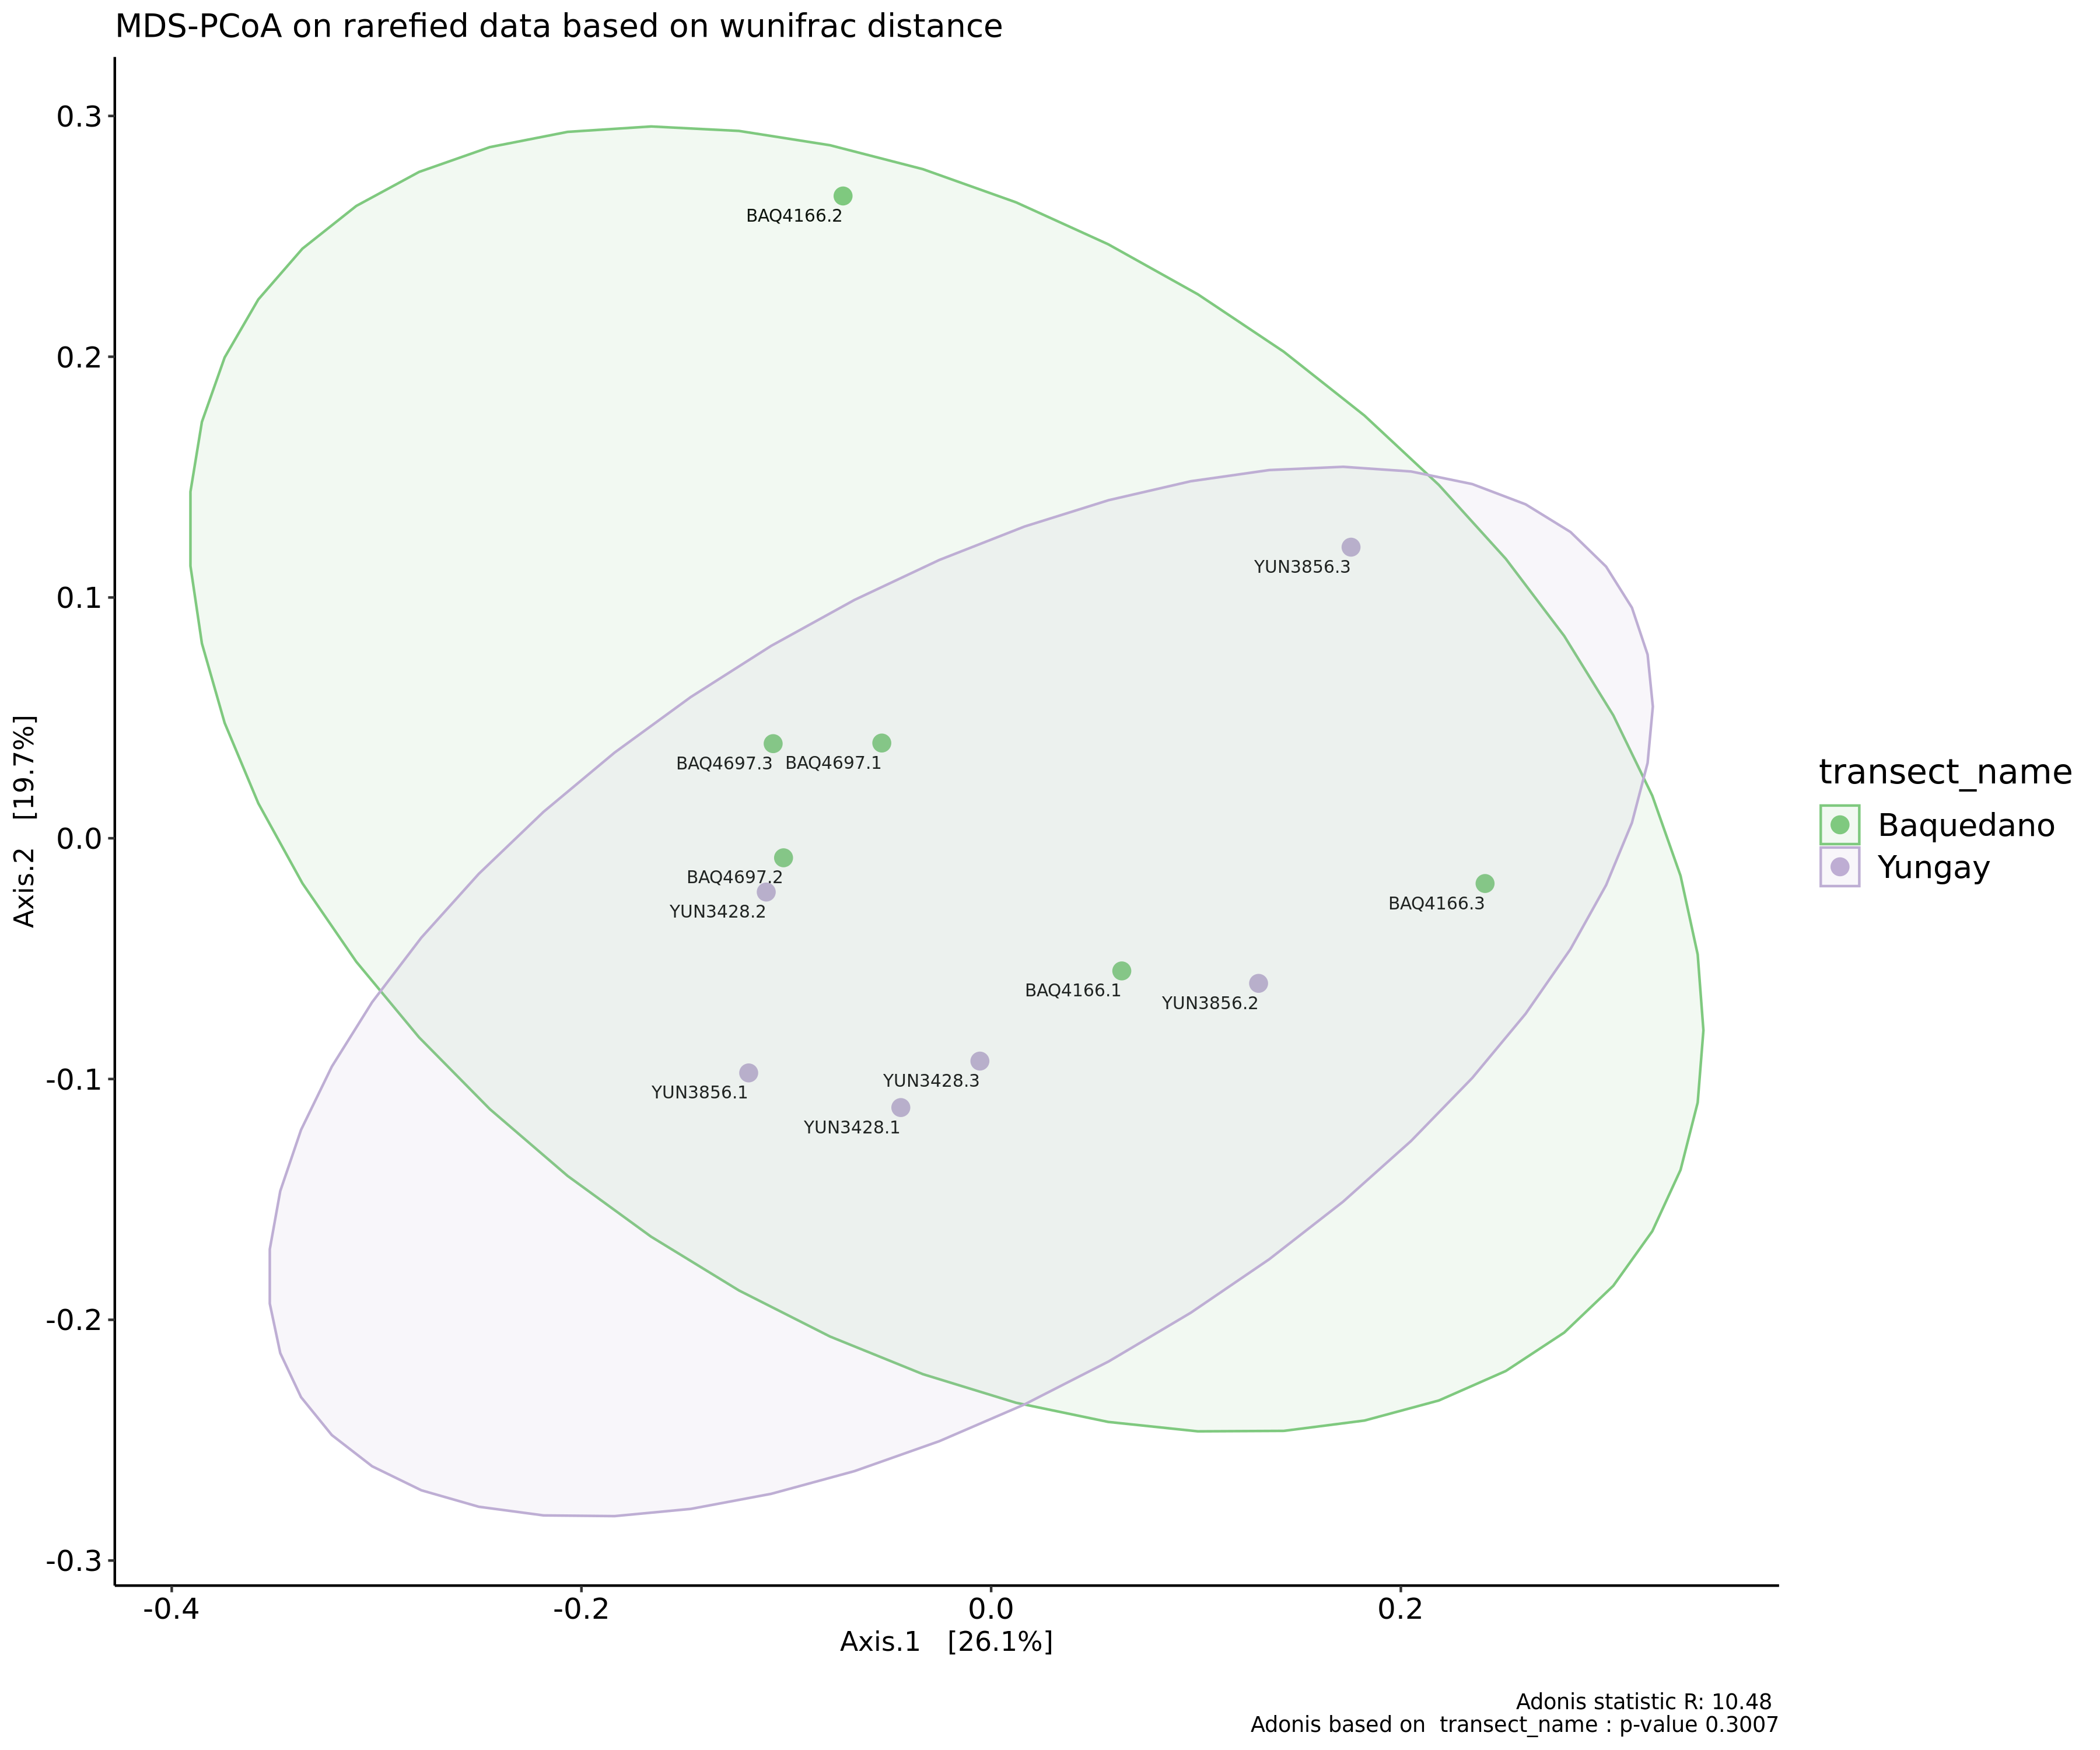 MDS-PCoA on rarefied data based on wunifrac distance
0.3
0.2
0.1
0.0
-0.1
-0.2
-0.3
Axis.2 [19.7%]
BAQ4166.2
YUN3856.3
BAQ4697.3
BAQ4697.1
BAQ4697.2
YUN3428.2
BAQ4166.3
BAQ4166.1
YUN3856.2
YUN3856.1
YUN3428.3
YUN3428.1
-0.4
-0.2
0.0
0.2
Axis.1 [26.1%]
transect_name
Baquedano
Yungay
Adonis statistic R: 10.48
Adonis based on transect_name : p-value 0.3007